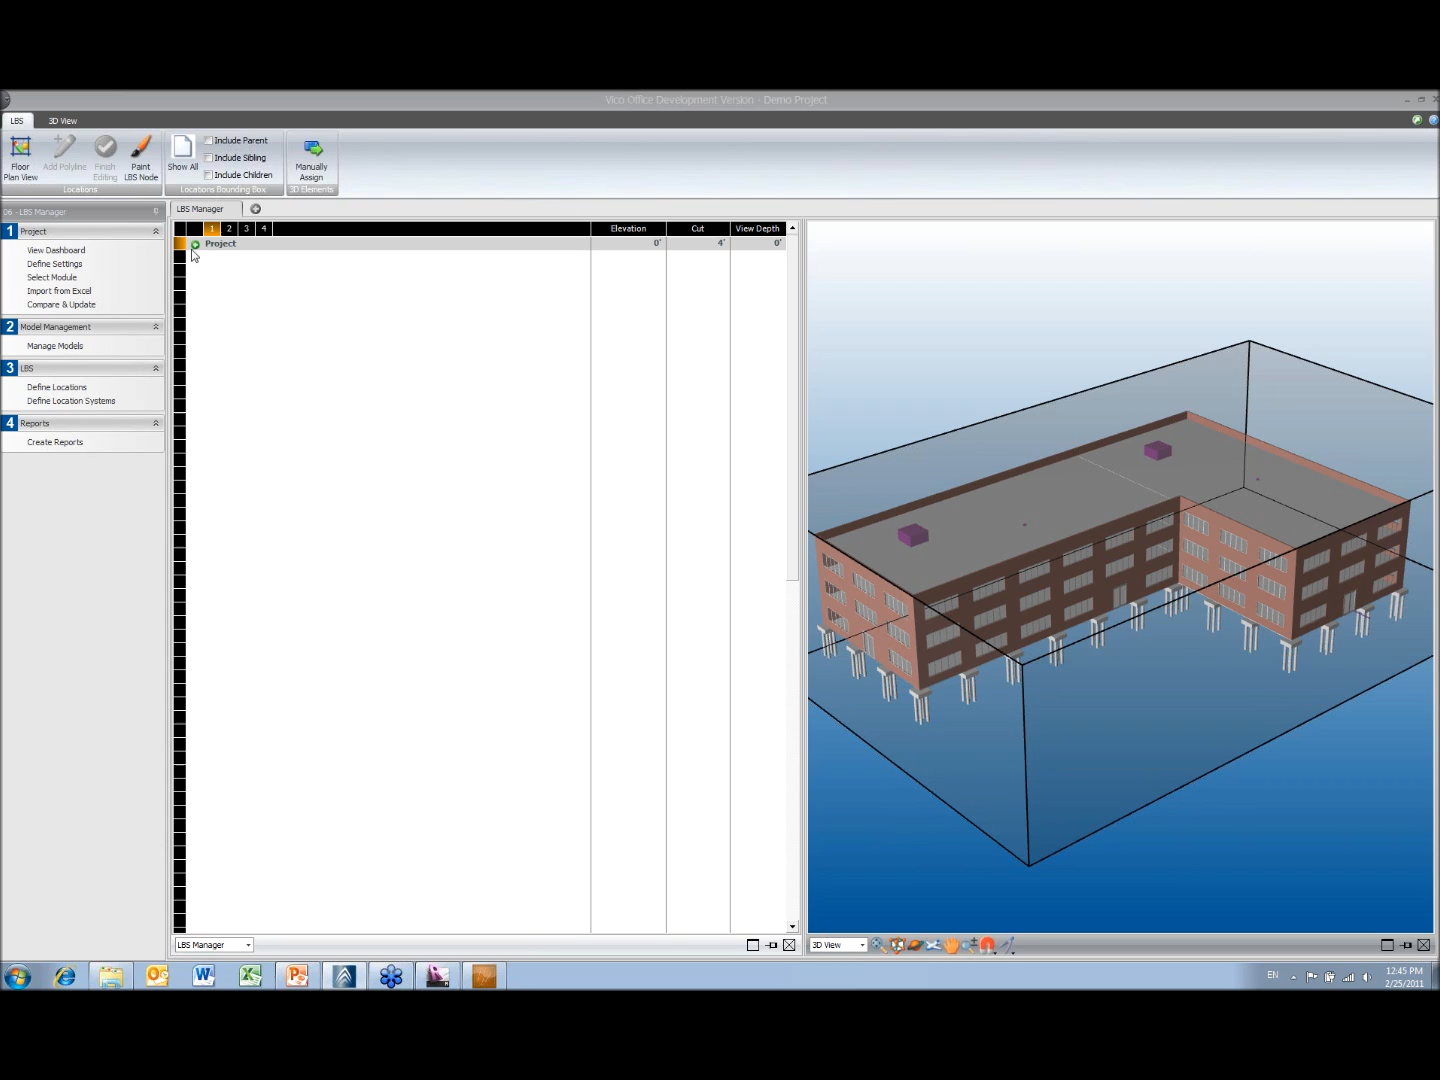 Vico Office Development Version - Demo Project
LBS
3D View
Floor
Plan View
Add Polyline
Finish
Editing
Paint
LBS Node
Locations
Show All
Include Parent
Include Sibling
Include Children
Locations Bounding Box
Manually
Assign
3D Elements
06 - LBS Manager
1 Project
View Dashboard
Define Settings
Select Module
Import from Excel
Compare & Update
2 Model Management
Manage Models
3 LBS
Define Locations
Define Location Systems
4 Reports
Create Reports
LBS Manager
1 2 3 4 Elevation Cut View Depth
Project 0' 4' 0'
LBS Manager
3D View
EN
12:45 PM
2/25/2011